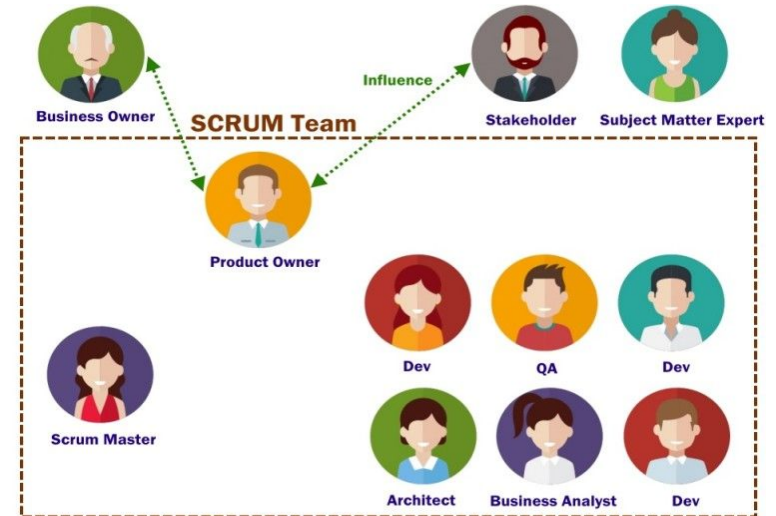 Influence
Business Owner
Stakeholder
Subject Matter Expert
SCRUM Team
Product Owner
Dev
QA
Dev
Scrum Master
Architect
Business Analyst
Dev